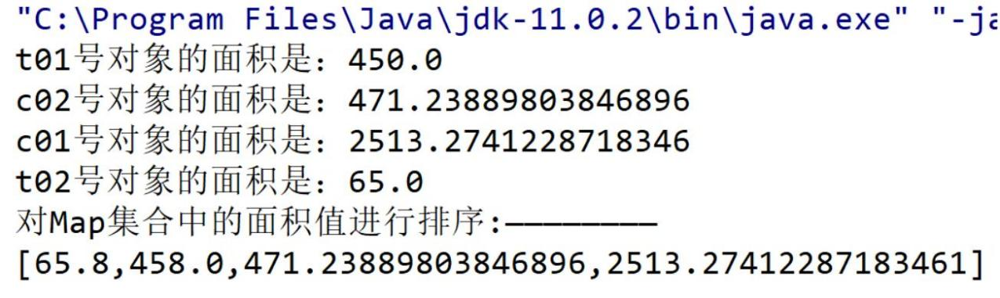 "C:\Program Files\Java\jdk-11.0.2\bin\java.exe" "-ja
t01号对象的面积是：450.0
c02号对象的面积是：471.23889803846896
c01号对象的面积是：2513.2741228718346
t02号对象的面积是：65.0
对Map集合中的面积值进行排序:————————
[65.8,458.0,471.23889803846896,2513.27412287183461]